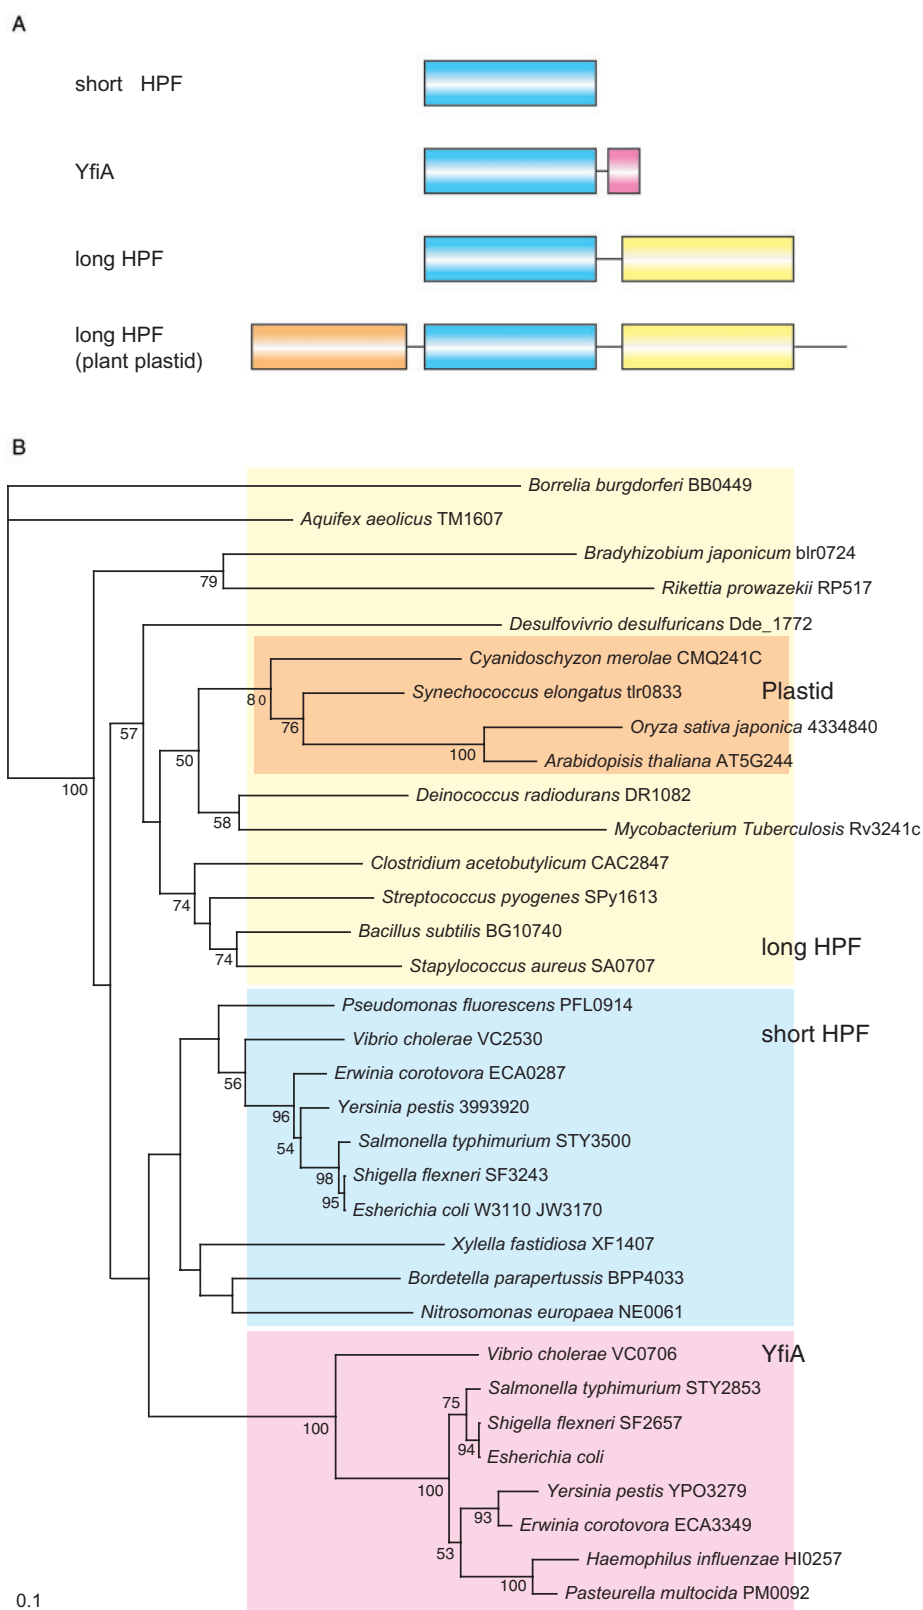 A
short HPF
YfiA
long HPF
long HPF
(plant plastid)
B
Borrelia burgdorferi BB0449
Aquifex aeolicus TM1607
Bradyhizobium japonicum blr0724
79
Rikettia prowazekii RP517
Desulfovivrio desulfuricans Dde_1772
Cyanidoschyzon merolae CMQ241C
80
Synechococcus elongatus tlr0833
Plastid
76
Oryza sativa japonica 4334840
57
50
100
Arabidopisis thaliana AT5G244
100
Deinococcus radiodurans DR1082
58
Mycobacterium Tuberculosis Rv3241c
Clostridium acetobutylicum CAC2847
74
Streptococcus pyogenes SPy1613
Bacillus subtilis BG10740
long HPF
74
Stapylococcus aureus SA0707
Pseudomonas fluorescens PFL0914
short HPF
Vibrio cholerae VC2530
56
Erwinia corotovora ECA0287
96
Yersinia pestis 3993920
54
Salmonella typhimurium STY3500
98
Shigella flexneri SF3243
95
Esherichia coli W3110 JW3170
Xylella fastidiosa XF1407
Bordetella parapertussis BPP4033
Nitrosomonas europaea NE0061
Vibrio cholerae VC0706
YfiA
Salmonella typhimurium STY2853
75
100
Shigella flexneri SF2657
94
Esherichia coli
100
Yersinia pestis YPO3279
93
Erwinia corotovora ECA3349
53
Haemophilus influenzae HI0257
100
Pasteurella multocida PM0092
0.1